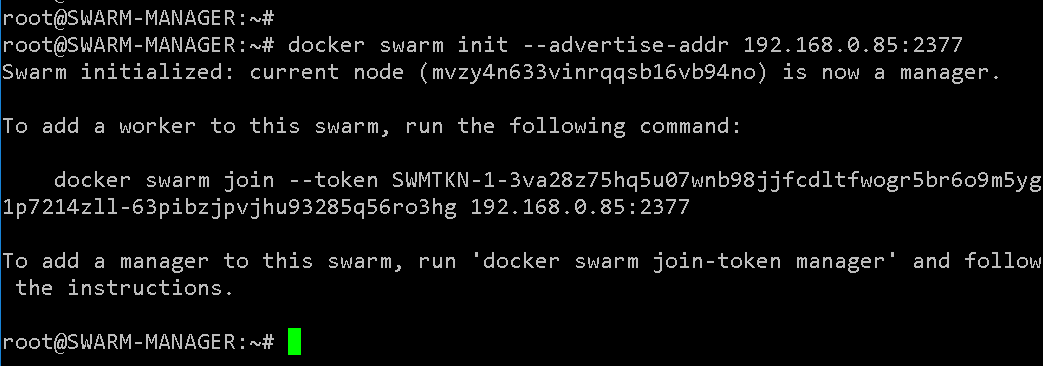 root@SWARM-MANAGER:~#
root@SWARM-MANAGER:~# docker swarm init --advertise-addr 192.168.0.85:2377
Swarm initialized: current node (mvzy4n633vinrqqsb16vb94no) is now a manager.
To add a worker to this swarm, run the following command:
docker swarm join --token SWMTKN-1-3va28z75hq5u07wnb98jjfcdltfwogr5br6o9m5yg
1p7214zll-63pibzjpvjhu93285q56ro3hg 192.168.0.85:2377
To add a manager to this swarm, run 'docker swarm join-token manager' and follow
the instructions.
root@SWARM-MANAGER:~#